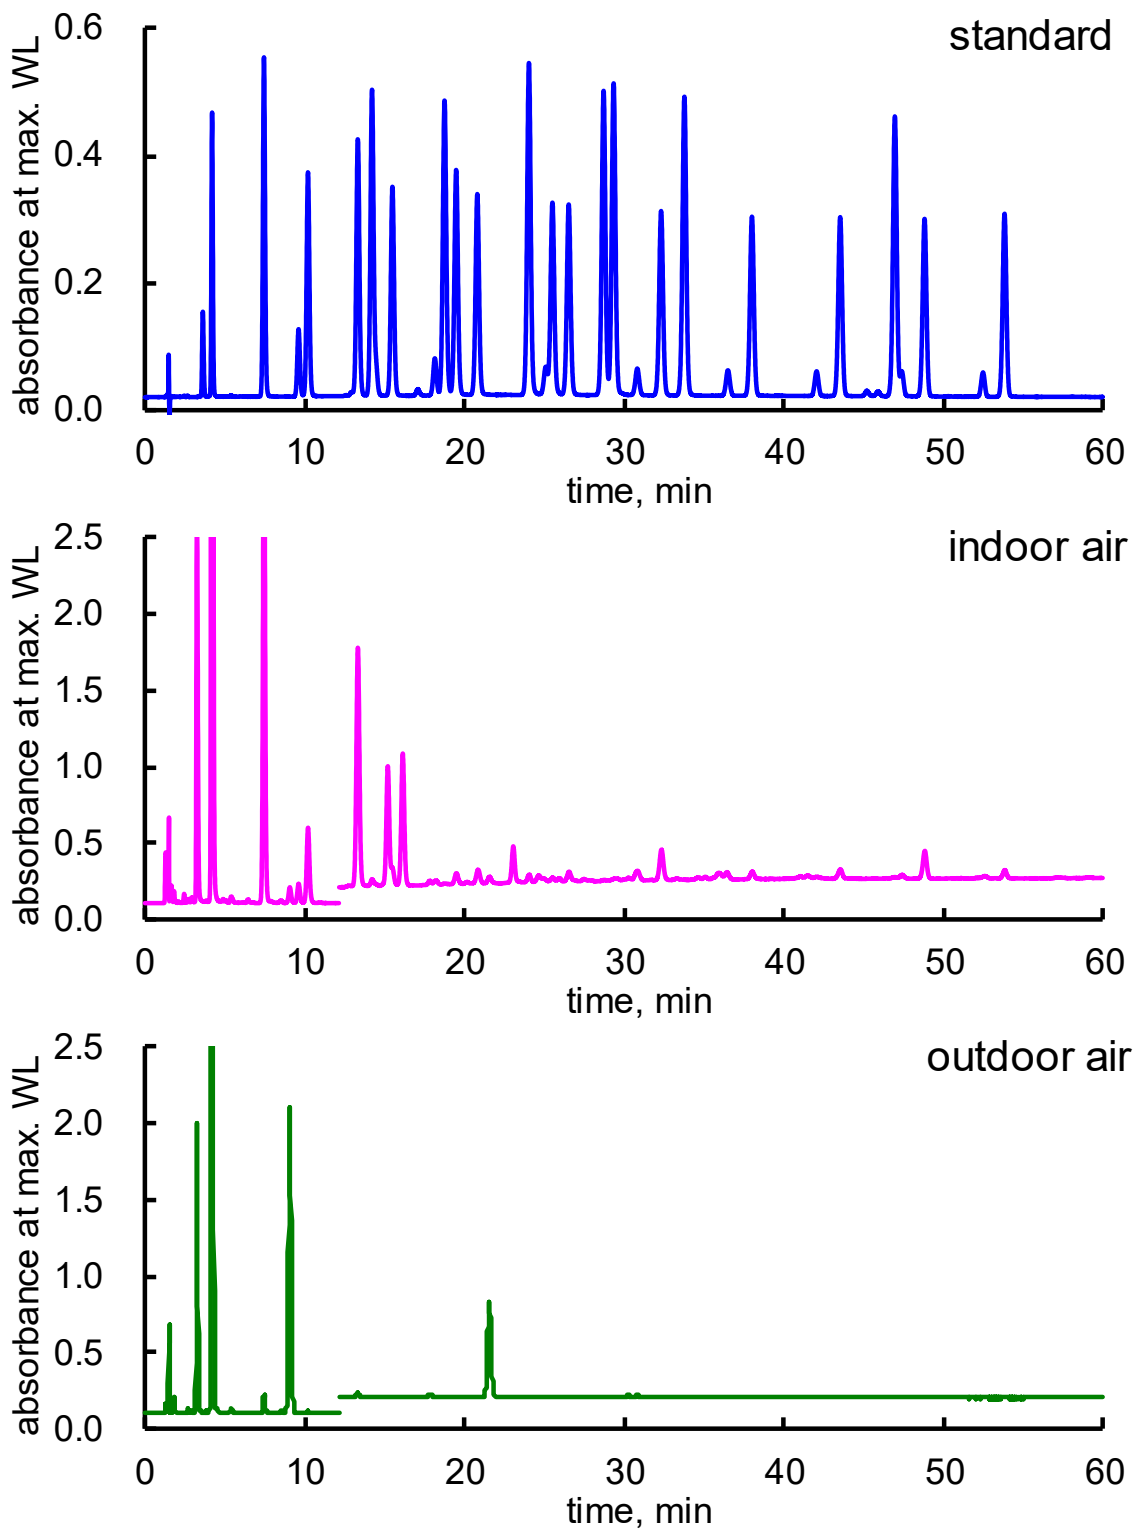 standard
absorbance at max. WL
0.6
0.4
0.2
0.0
0 10 20 30 40 50 60
time, min
indoor air
absorbance at max. WL
2.5
2.0
1.5
1.0
0.5
0.0
0 10 20 30 40 50 60
time, min
outdoor air
absorbance at max. WL
2.5
2.0
1.5
1.0
0.5
0.0
0 10 20 30 40 50 60
time, min